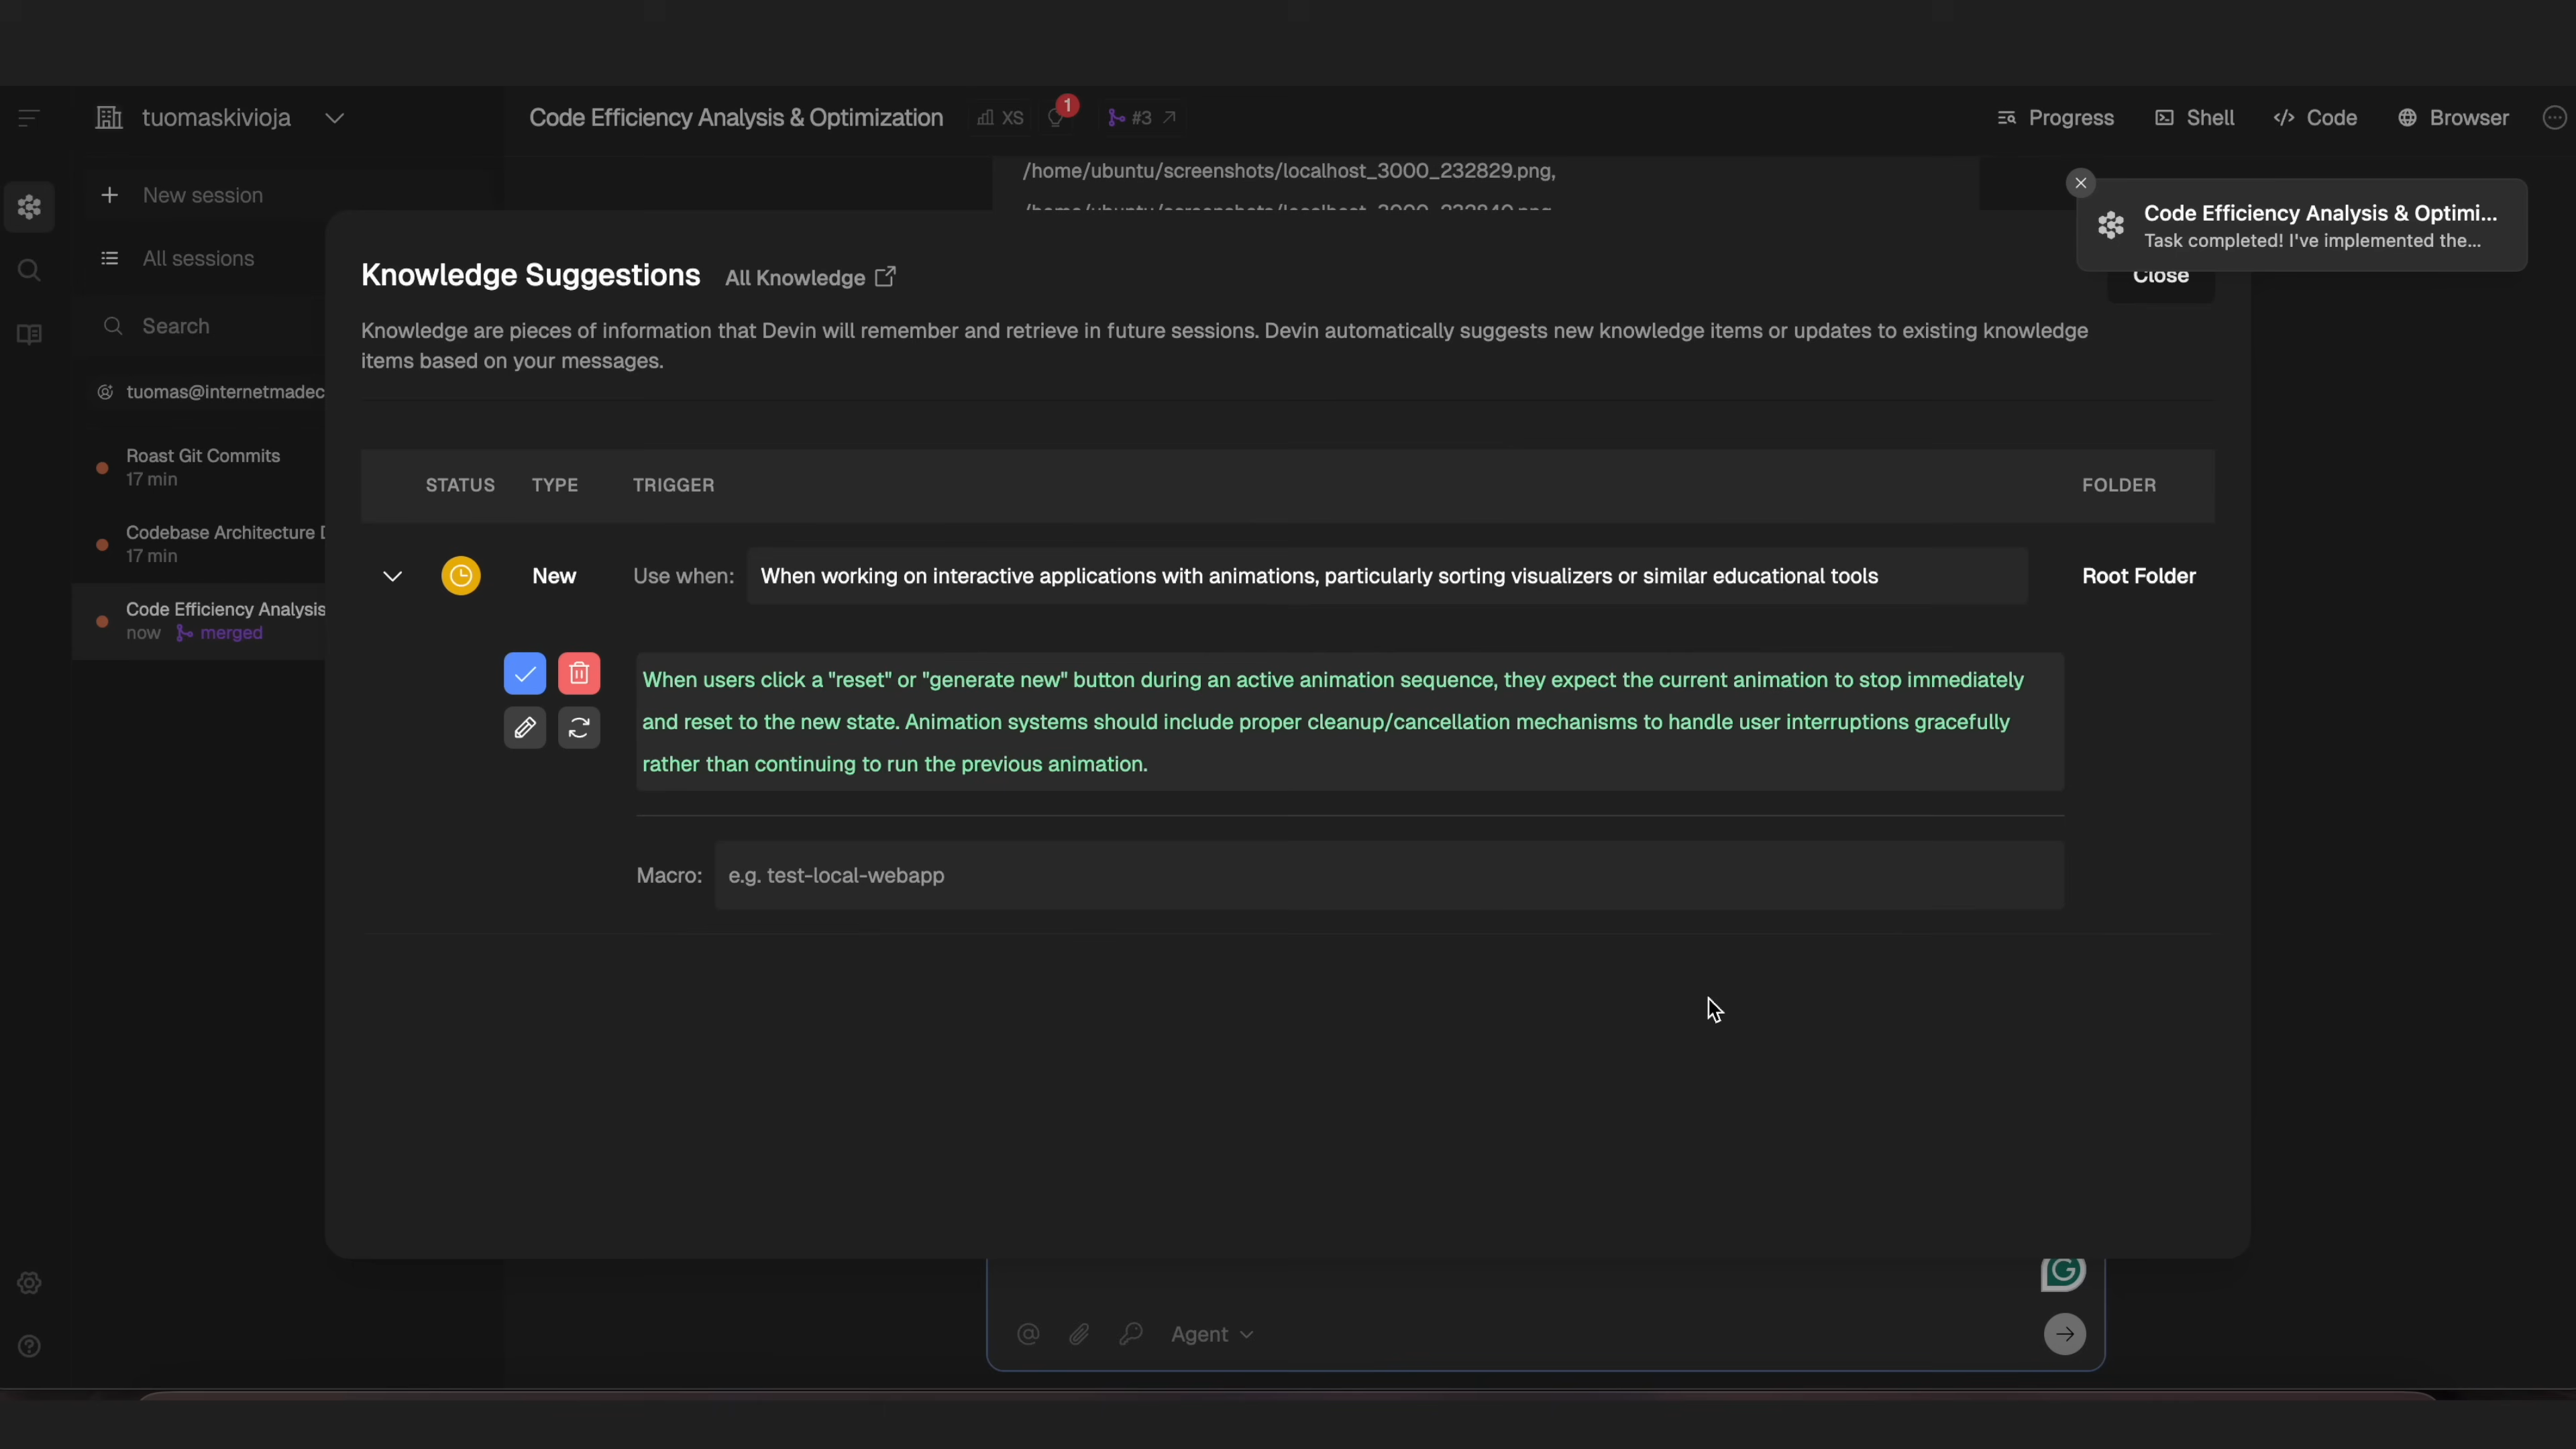 tuomaskivioja
Code Efficiency Analysis & Optimization
XS
1
#3
Progress
Shell
Code
Browser
New session
All sessions
Search
tuomas@internetmadec
Roast Git Commits
17 min
Codebase Architecture
17 min
Code Efficiency Analysis
now merged
/home/ubuntu/screenshots/localhost_3000_232829.png,
Code Efficiency Analysis & Optimi...
Task completed! I've implemented the...
Close
Knowledge Suggestions
All Knowledge
Knowledge are pieces of information that Devin will remember and retrieve in future sessions. Devin automatically suggests new knowledge items or updates to existing knowledge
items based on your messages.
STATUS TYPE TRIGGER FOLDER
New Use when: When working on interactive applications with animations, particularly sorting visualizers or similar educational tools Root Folder
When users click a "reset" or "generate new" button during an active animation sequence, they expect the current animation to stop immediately
and reset to the new state. Animation systems should include proper cleanup/cancellation mechanisms to handle user interruptions gracefully
rather than continuing to run the previous animation.
Macro: e.g. test-local-webapp
Agent